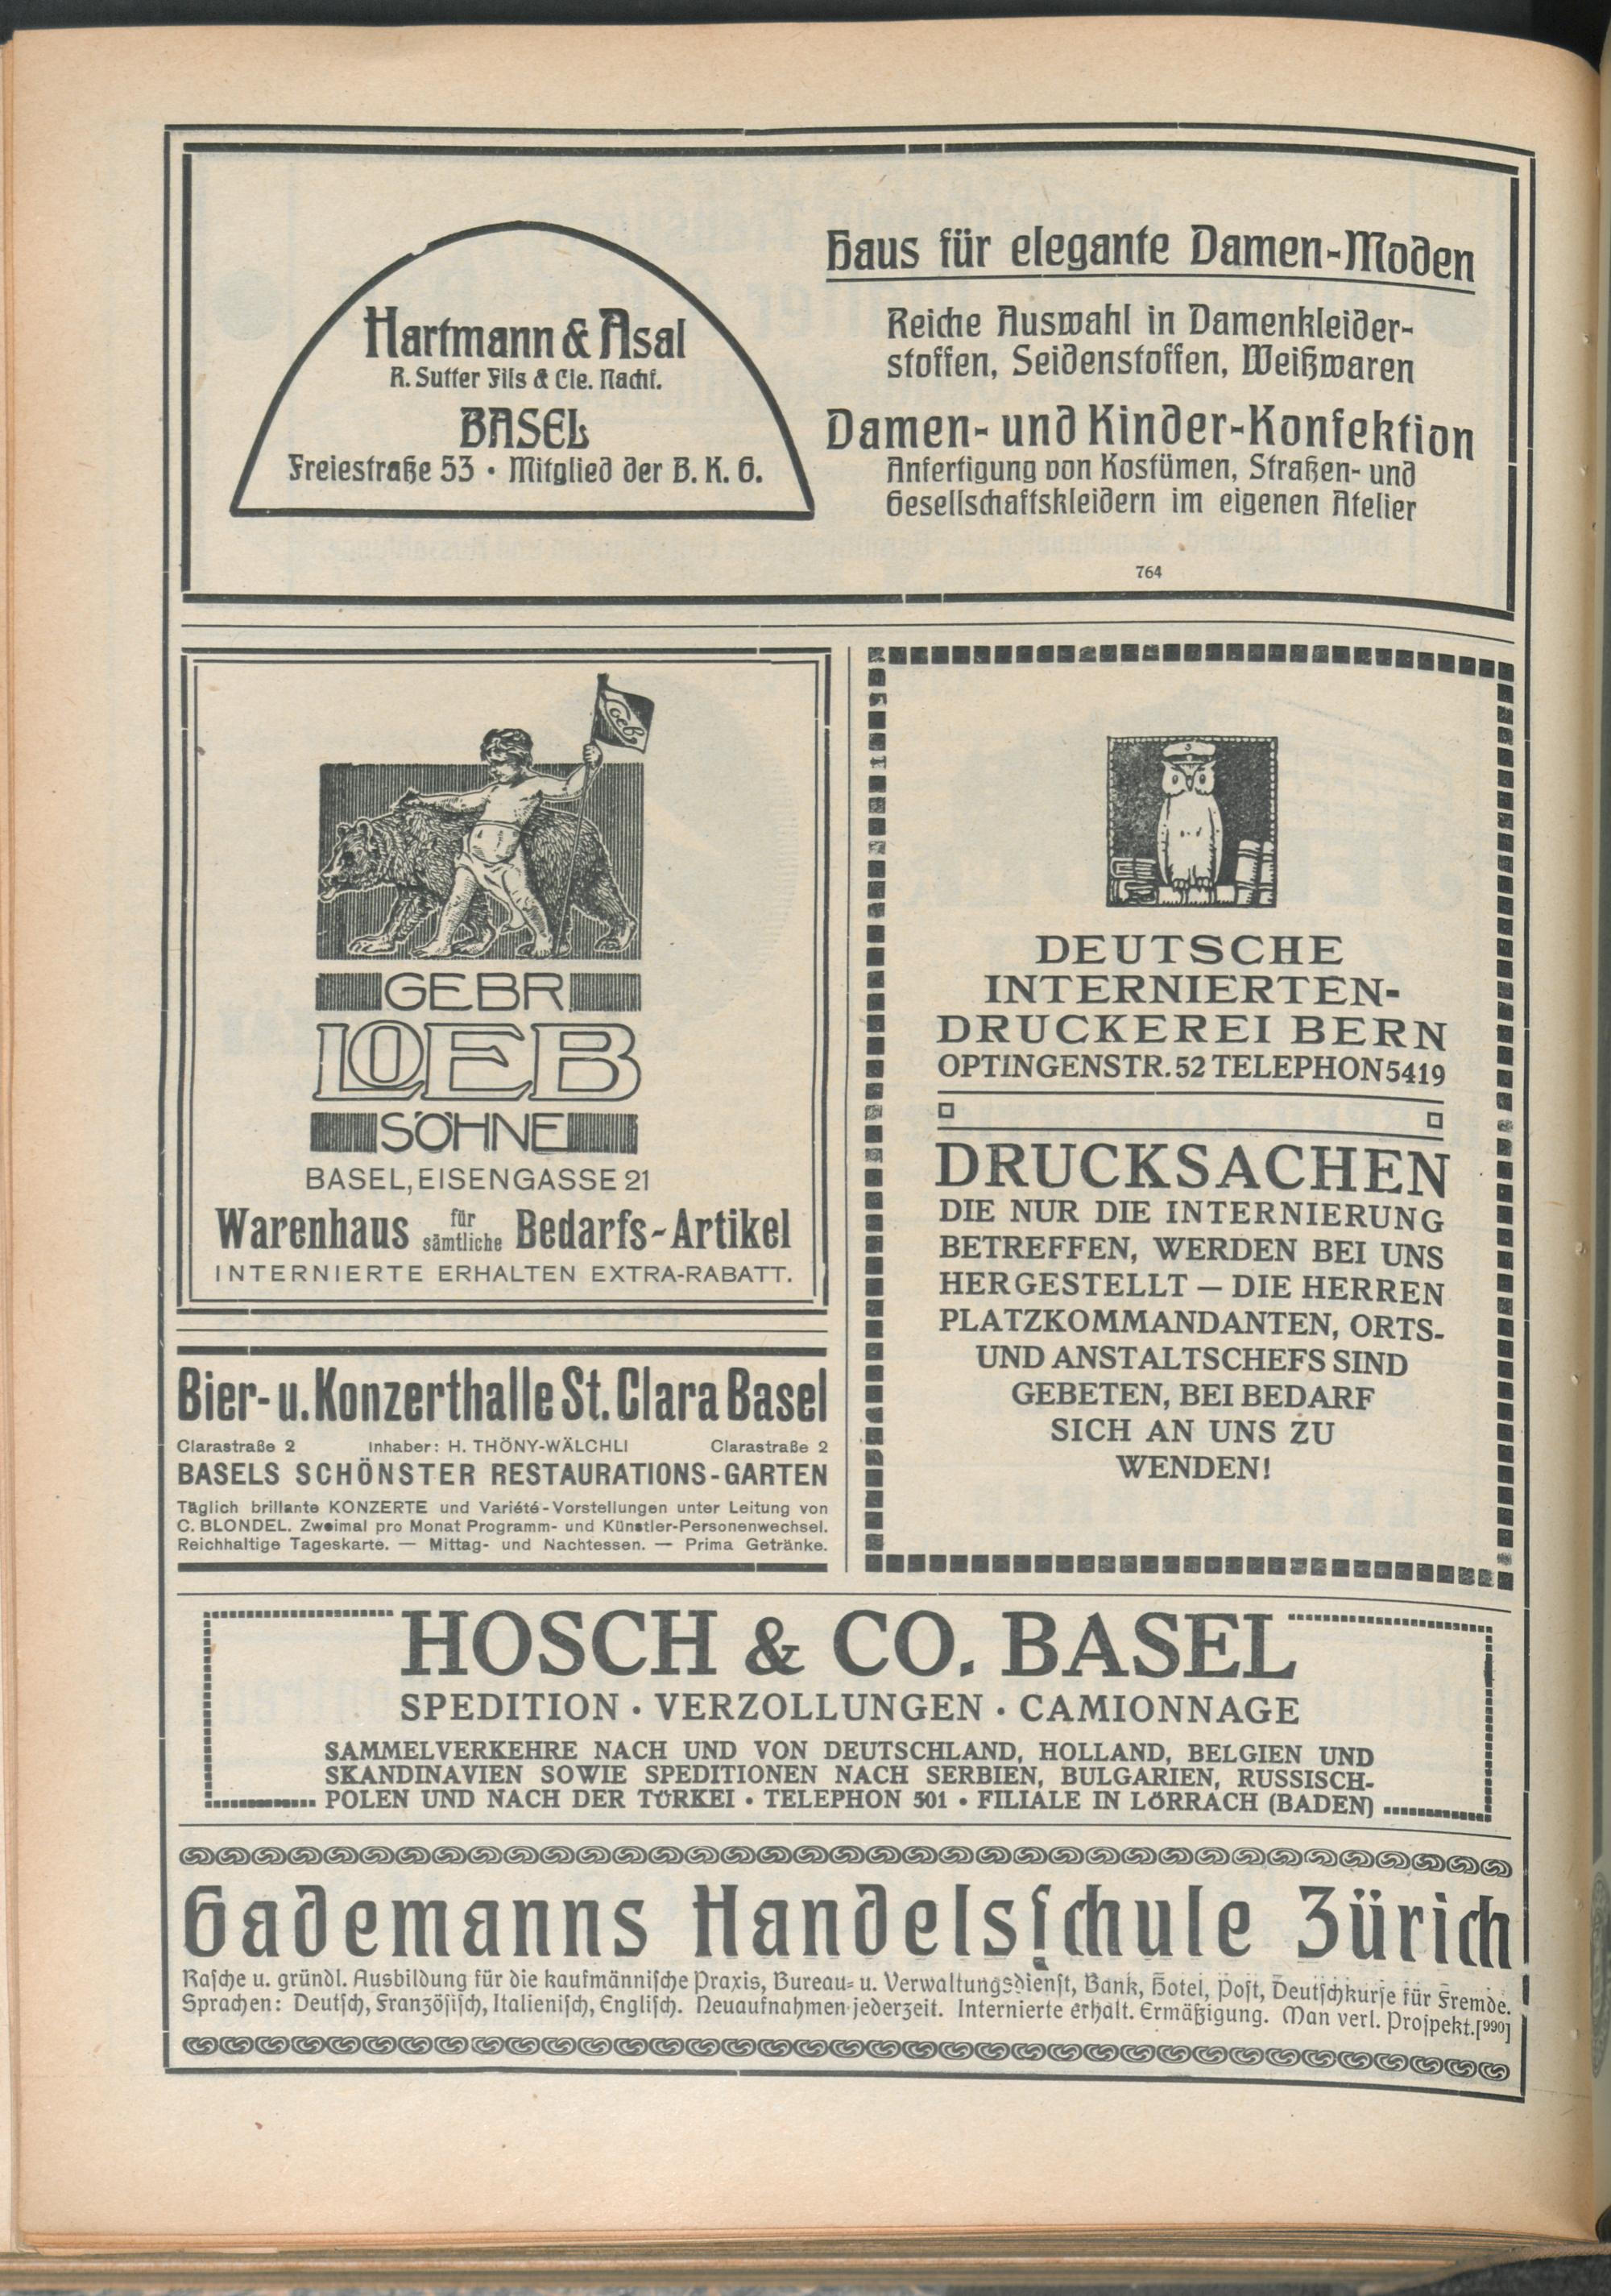 Hartmann & Asal
R. Sutter Fils & Cie. Nachf.
BASEL
Freiestraße 53 • Mitglied der B. K. G.
Haus für elegante Damen-Moden
Reiche Auswahl in Damenkleider-
stoffen, Seidenstoffen, Weißwaren
Damen- und Kinder-Konfektion
Anfertigung von Kostümen, Straßen- und
Gesellschaftskleidern im eigenen Atelier
764
GEBR
LOEB
SÖHNE
BASEL, EISENGASSE 21
Warenhaus für sämtliche Bedarfs-Artikel
INTERNIERTE ERHALTEN EXTRA-RABATT.
Bier- u. Konzerthalle St. Clara Basel
Clarastraße 2 Inhaber: H. THÖNY-WÄLCHLI Clarastraße 2
BASELS SCHÖNSTER RESTAURATIONS-GARTEN
Täglich brillante KONZERTE und Variété-Vorstellungen unter Leitung von
C. BLONDEL. Zweimal pro Monat Programm- und Künstler-Personenwechsel.
Reichhaltige Tageskarte. — Mittag- und Nachtessen. — Prima Getränke.
DEUTSCHE
INTERNIERTEN-
DRUCKEREI BERN
OPTINGENSTR. 52 TELEPHON 5419
DRUCKSACHEN
DIE NUR DIE INTERNIERUNG
BETREFFEN, WERDEN BEI UNS
HERGESTELLT — DIE HERREN
PLATZKOMMANDANTEN, ORTS-
UND ANSTALTSCHEFS SIND
GEBETEN, BEI BEDARF
SICH AN UNS ZU
WENDEN!
HOSCH & CO. BASEL
SPEDITION · VERZOLLUNGEN · CAMIONNAGE
SAMMELVERKEHRE NACH UND VON DEUTSCHLAND, HOLLAND, BELGIEN UND
SKANDINAVIEN SOWIE SPEDITIONEN NACH SERBIEN, BULGARIEN, RUSSISCH-
POLEN UND NACH DER TÜRKEI • TELEPHON 501 • FILIALE IN LÖRRACH (BADEN)
Gademanns Handelsschule Zürich
Rasche u. gründl. Ausbildung für die kaufmännische Praxis, Bureau- u. Verwaltungsdienst, Bank, Hotel, Post, Deutschkurse für Fremde.
Sprachen: Deutsch, Französisch, Italienisch, Englisch. Neuaufnahmen jederzeit. Internierte erhalt. Ermäßigung. Man verl. Prospekt. [990]